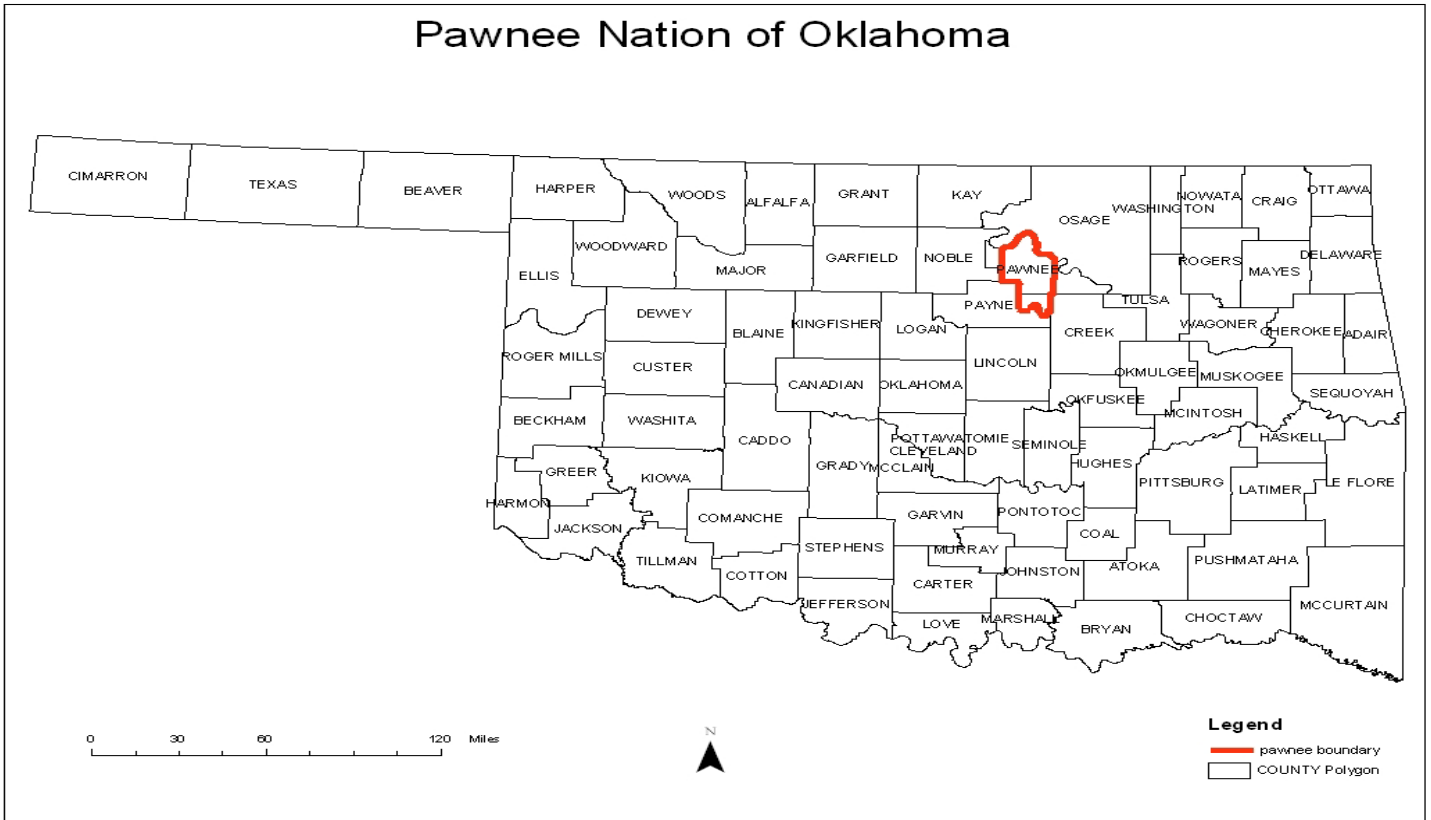 Pawnee Nation of Oklahoma
CIMARRON
TEXAS
BEAVER
HARPER
WOODS
ALFALFA
GRANT
KAY
OSAGE
WASHINGTON
NOWATA
CRAIG
OTTAWA
WOODWARD
ELLIS
MAJOR
GARFIELD
NOBLE
PAWNEE
ROGERS
MAYES
DELAWARE
DEWEY
BLAINE
KINGFISHER
LOGAN
PAYNE
CREEK
TULSA
WAGONER
CHEROKEE
ADAIR
ROGER MILLS
CUSTER
CANADIAN
OKLAHOMA
LINCOLN
OKMULGEE
MUSKOGEE
SEQUOYAH
OKFUSKEE
MCINTOSH
BECKHAM
WASHITA
CADDO
GRADY
POTTAWATOMIE
CLEVELAND
MCCLAIN
SEMINOLE
HUGHES
HASKELL
PITTSBURG
LATIMER
LE FLORE
GREER
KIOWA
HARMON
JACKSON
COMANCHE
GARVIN
PONTOTOC
COAL
TILLMAN
STEPHENS
MURRAY
COTTON
CARTER
JOHNSTON
ATOKA
PUSHMATAHA
JEFFERSON
LOVE
MARSHALL
BRYAN
CHOCTAW
MCCURTAIN
0 30 60 120 Miles
N
Legend
pawnee boundary
COUNTY Polygon